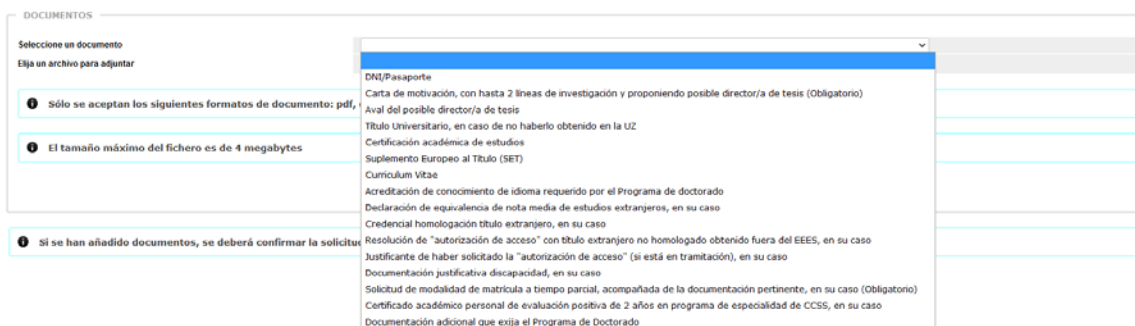 DOCUMENTOS
Seleccione un documento
Elija un archivo para adjuntar
DNI/Pasaporte
Carta de motivación, con hasta 2 líneas de investigación y proponiendo posible director/a de tesis (Obligatorio)
Sólo se aceptan los siguientes formatos de documento: pdf,
Aval del posible director/a de tesis
Título Universitario, en caso de no haberlo obtenido en la UZ
Certificación académica de estudios
El tamaño máximo del fichero es de 4 megabytes
Suplemento Europeo al Título (SET)
Curriculum Vitae
Acreditación de conocimiento de idioma requerido por el Programa de doctorado
Declaración de equivalencia de nota media de estudios extranjeros, en su caso
Credencial homologación título extranjero, en su caso
Si se han añadido documentos, se deberá confirmar la solicitud
Resolución de "autorización de acceso" con título extranjero no homologado obtenido fuera del EEES, en su caso
Justificante de haber solicitado la "autorización de acceso" (si está en tramitación), en su caso
Documentación justificativa discapacidad, en su caso
Solicitud de modalidad de matrícula a tiempo parcial, acompañada de la documentación pertinente, en su caso (Obligatorio)
Certificado académico personal de evaluación positiva de 2 años en programa de especialidad de CCSS, en su caso
Documentación adicional que exija el Programa de Doctorado